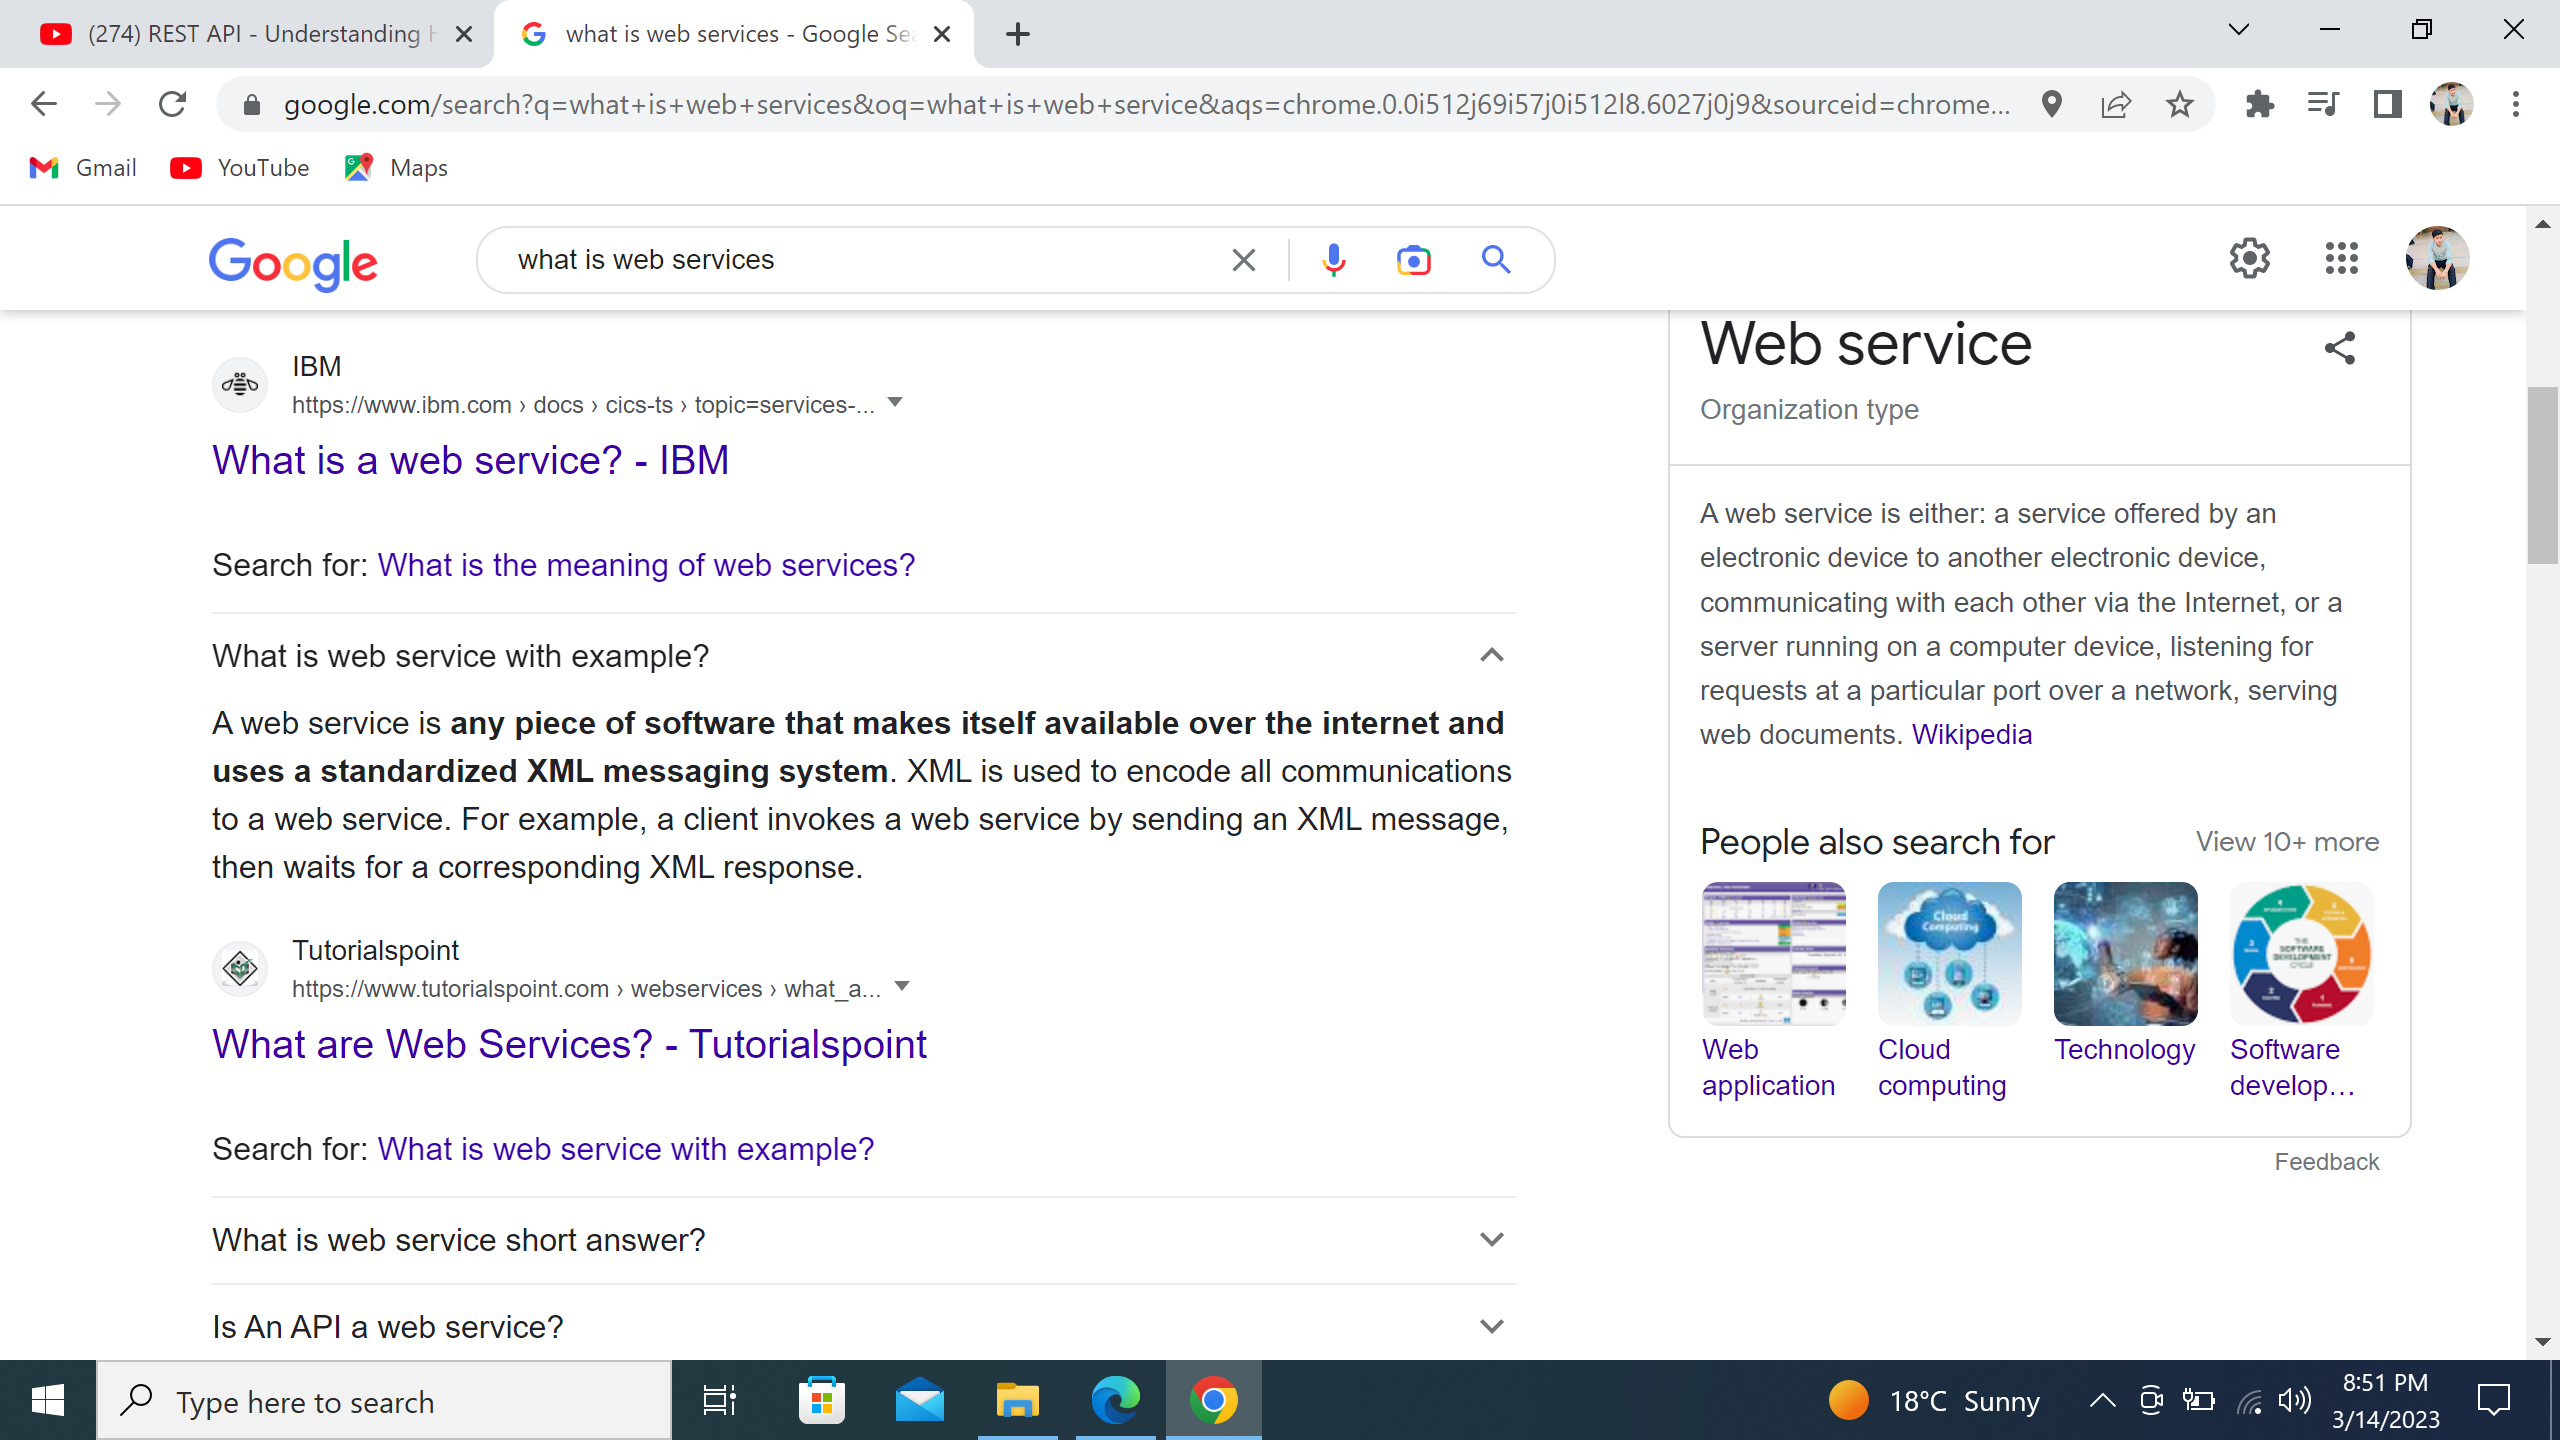 (274) REST API - Understanding H
what is web services - Google Sea
google.com/search?q=what+is+web+services&oq=what+is+web+service&aqs=chrome.0.0i512j69i57j0i512l8.6027j0j9&sourceid=chrome...
Gmail
YouTube
Maps
Google
what is web services
IBM
https://www.ibm.com › docs › cics-ts › topic=services-...
What is a web service? - IBM
Search for: What is the meaning of web services?
What is web service with example?
A web service is any piece of software that makes itself available over the internet and
uses a standardized XML messaging system. XML is used to encode all communications
to a web service. For example, a client invokes a web service by sending an XML message,
then waits for a corresponding XML response.
Tutorialspoint
https://www.tutorialspoint.com › webservices › what_a...
What are Web Services? - Tutorialspoint
Search for: What is web service with example?
What is web service short answer?
Is An API a web service?
Web service
Organization type
A web service is either: a service offered by an
electronic device to another electronic device,
communicating with each other via the Internet, or a
server running on a computer device, listening for
requests at a particular port over a network, serving
web documents. Wikipedia
People also search for
View 10+ more
Cloud
Computing
THE
SOFTWARE
DEVELOPMENT
CYCLE
Web
application
Cloud
computing
Technology
Software
develop...
Feedback
Type here to search
18°C Sunny
8:51 PM
3/14/2023